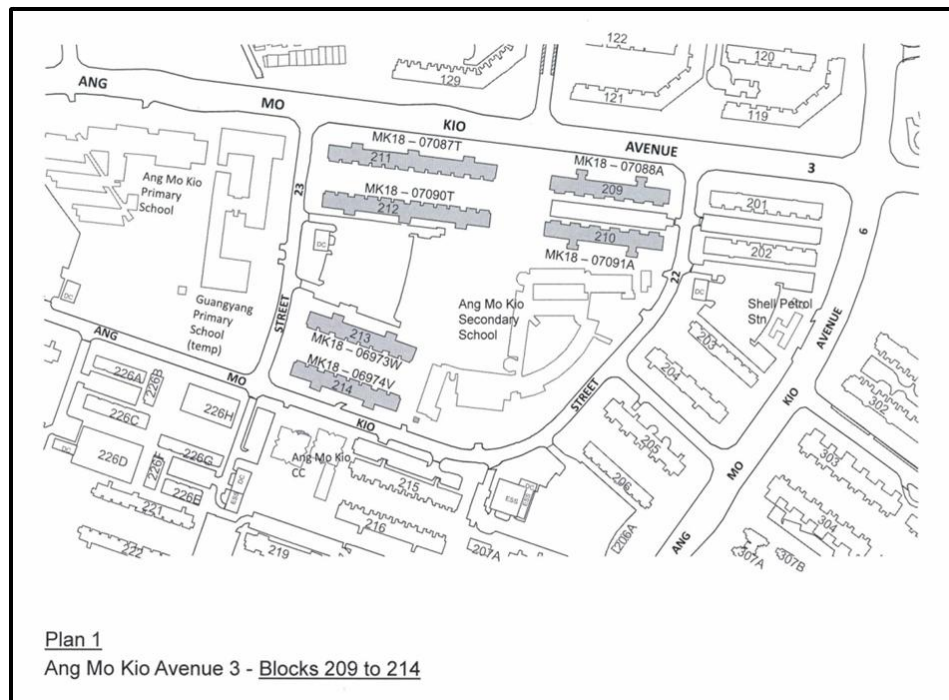 122
120
129
121
119
ANG
MO
KIO
AVENUE
3
MK18 – 07087T
211
MK18 – 07088A
209
Ang Mo Kio
Primary
School
23
MK18 – 07090T
212
201
210
202
6
DC
MK18 – 07091A
22
DC
DC
Guangyang
Primary
School
(temp)
STREET
Ang Mo Kio
Secondary
School
Shell Petrol
Stn
AVENUE
213
MK18 – 06973W
MK18 – 06974V
214
203
204
ANG
MO
KIO
STREET
KIO
MO
ANG
226A
226B
226H
226C
302
226D
226F
226G
226E
DC
DC
ESS
Ang Mo Kio
CC
215
205
206
303
304
221
222
219
216
ESS
DC
ESS
207A
206A
307A
307B
Plan 1
Ang Mo Kio Avenue 3 - Blocks 209 to 214